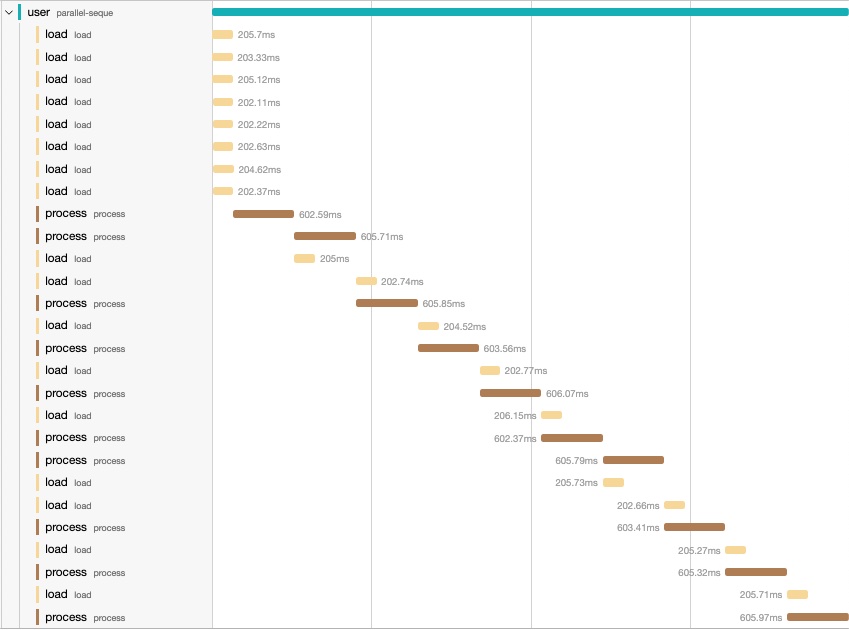 user parallel-seque
load load 205.7ms
load load 203.33ms
load load 205.12ms
load load 202.11ms
load load 202.22ms
load load 202.63ms
load load 204.62ms
load load 202.37ms
process process 602.59ms
process process 605.71ms
load load 205ms
load load 202.74ms
process process 605.85ms
load load 204.52ms
process process 603.56ms
load load 202.77ms
process process 606.07ms
load load 206.15ms
process process 602.37ms
process process 605.79ms
load load 205.73ms
load load 202.66ms
process process 603.41ms
load load 205.27ms
process process 605.32ms
load load 205.71ms
process process 605.97ms